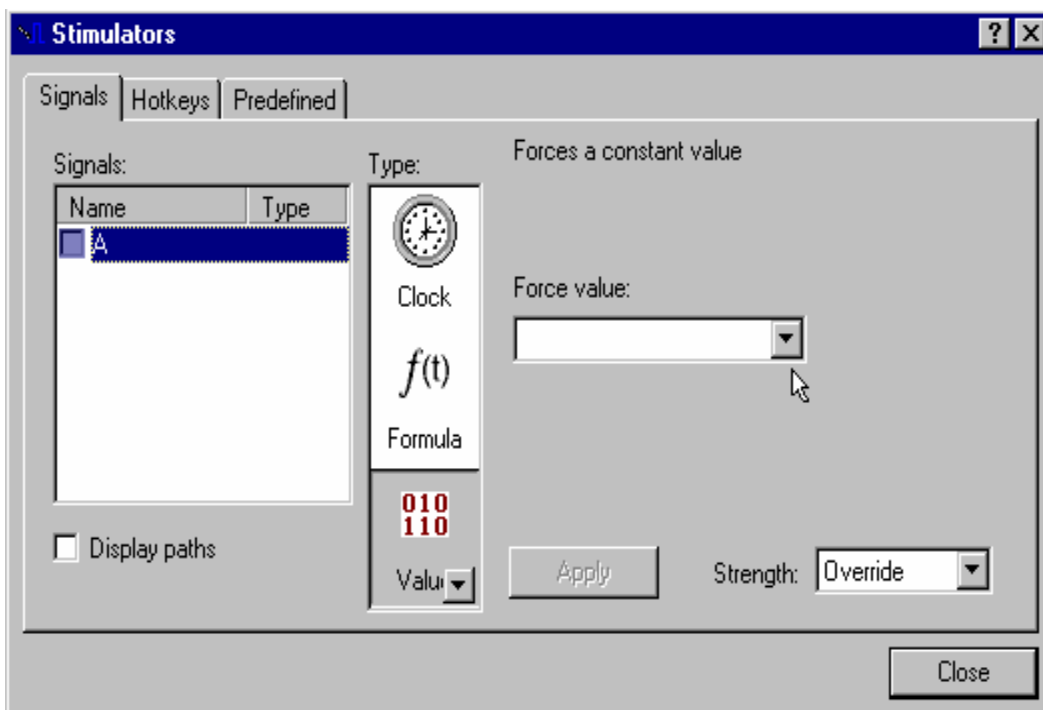 Stimulators
Signals
Hotkeys
Predefined
Signals:
Name Type
A
Display paths
Type:
Clock
f(t)
Formula
010
110
Forces a constant value
Force value:
Apply
Strength: Override
Close